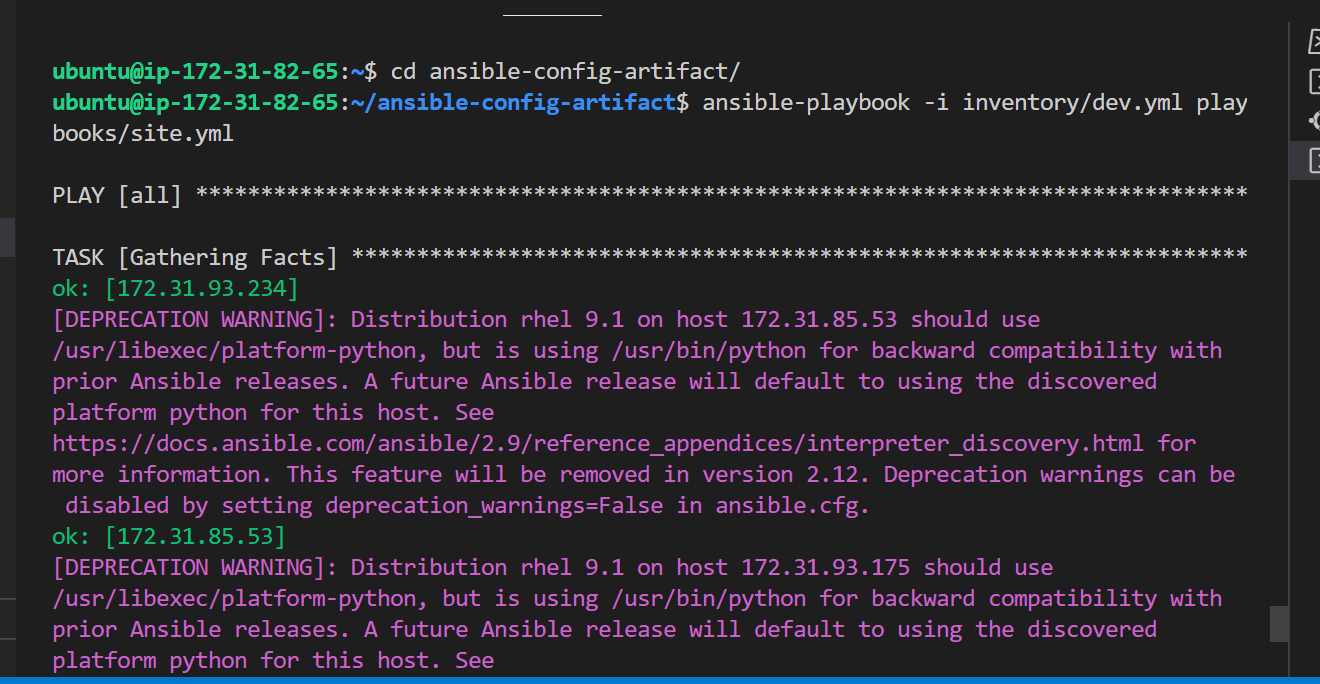 ubuntu@ip-172-31-82-65:~$ cd ansible-config-artifact/
ubuntu@ip-172-31-82-65:~/ansible-config-artifact$ ansible-playbook -i inventory/dev.yml play
books/site.yml
PLAY [all] *********************************************************************************
TASK [Gathering Facts] *********************************************************************
ok: [172.31.93.234]
[DEPRECATION WARNING]: Distribution rhel 9.1 on host 172.31.85.53 should use
/usr/libexec/platform-python, but is using /usr/bin/python for backward compatibility with
prior Ansible releases. A future Ansible release will default to using the discovered
platform python for this host. See
https://docs.ansible.com/ansible/2.9/reference_appendices/interpreter_discovery.html for
more information. This feature will be removed in version 2.12. Deprecation warnings can be
 disabled by setting deprecation_warnings=False in ansible.cfg.
ok: [172.31.85.53]
[DEPRECATION WARNING]: Distribution rhel 9.1 on host 172.31.93.175 should use
/usr/libexec/platform-python, but is using /usr/bin/python for backward compatibility with
prior Ansible releases. A future Ansible release will default to using the discovered
platform python for this host. See